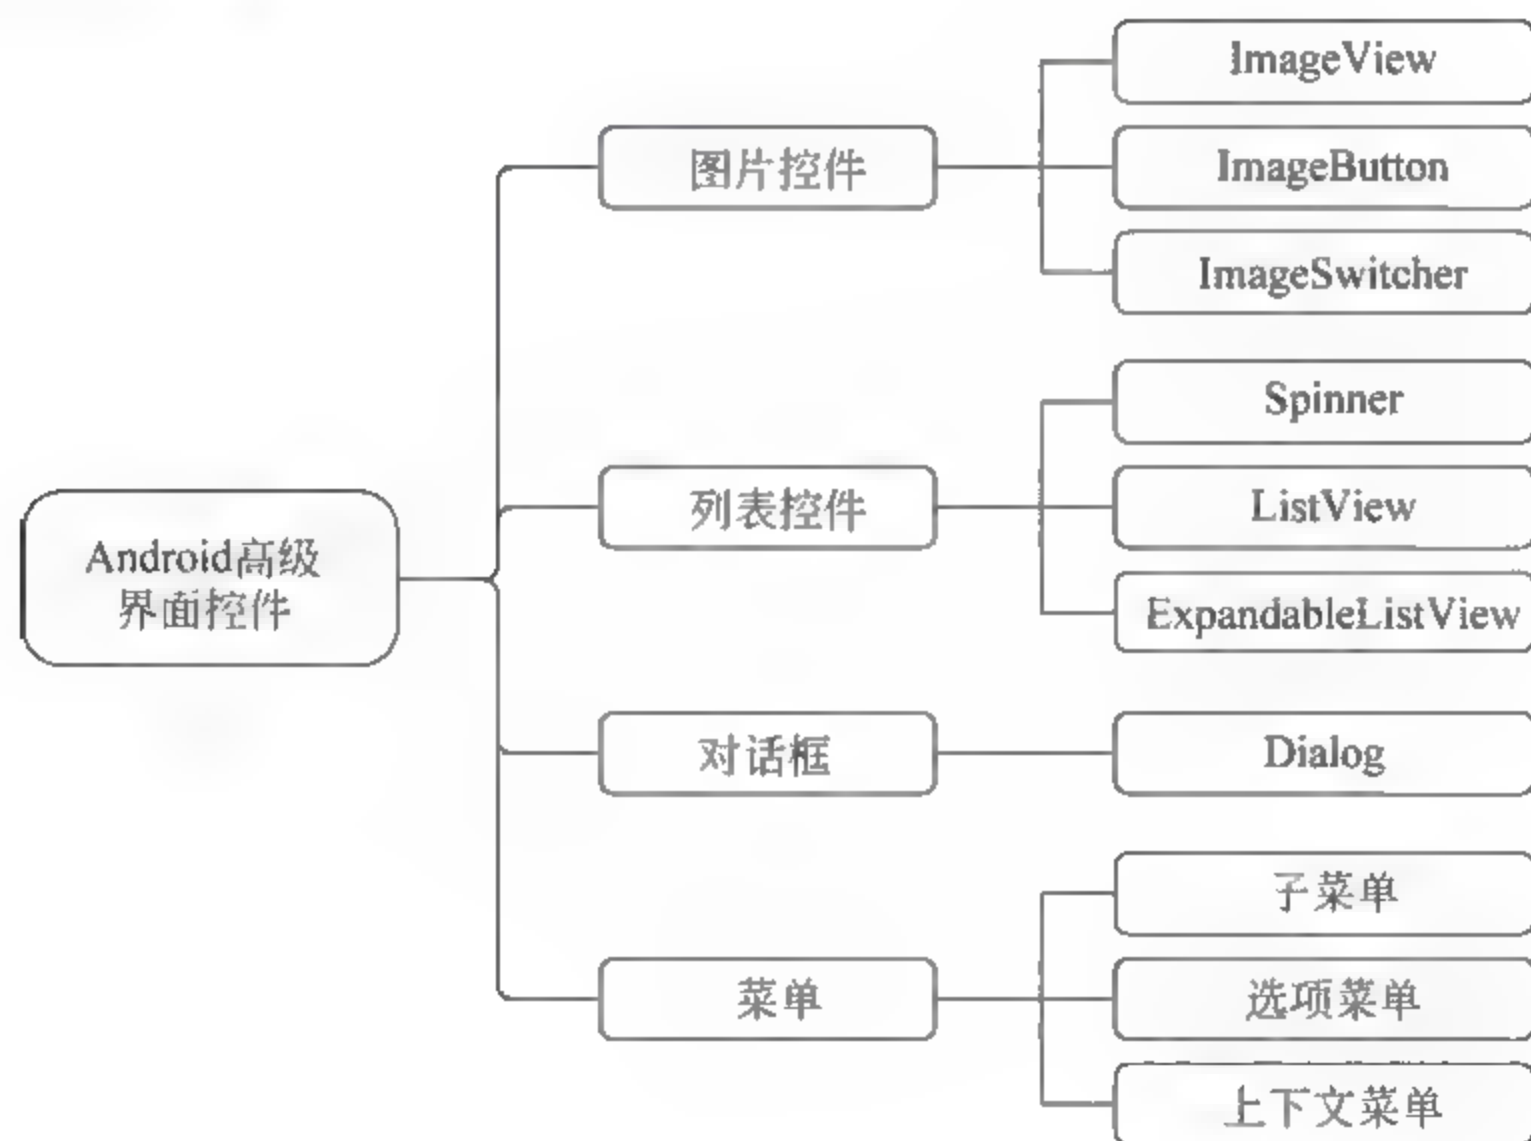 Android高级
界面控件
图片控件
ImageView
ImageButton
ImageSwitcher
列表控件
Spinner
ListView
ExpandableListView
对话框
Dialog
菜单
子菜单
选项菜单
上下文菜单